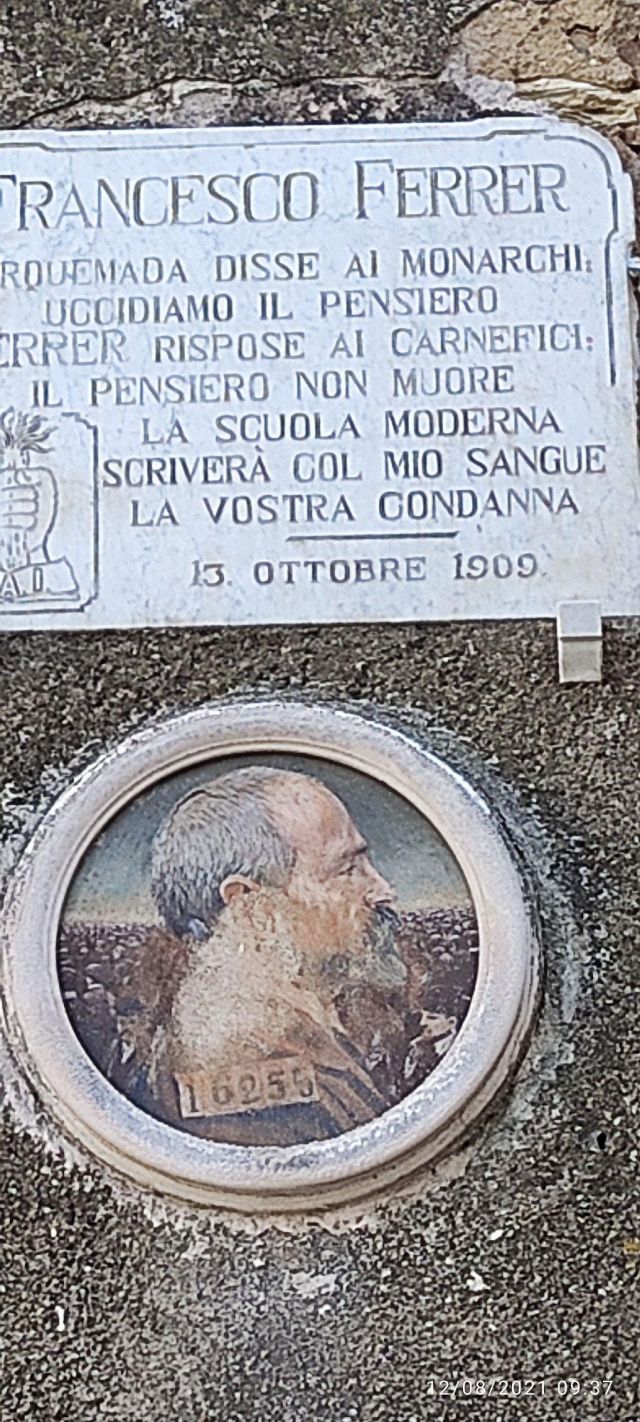 FRANCESCO FERRER
RQUEMADA DISSE AI MONARCHI:
UCCIDIAMO IL PENSIERO
ERRER RISPOSE AI CARNEFICI:
IL PENSIERO NON MUORE
LA SCUOLA MODERNA
SCRIVERÀ COL MIO SANGUE
LA VOSTRA CONDANNA
13. OTTOBRE 1909.
16255
12/08/2021 09:37